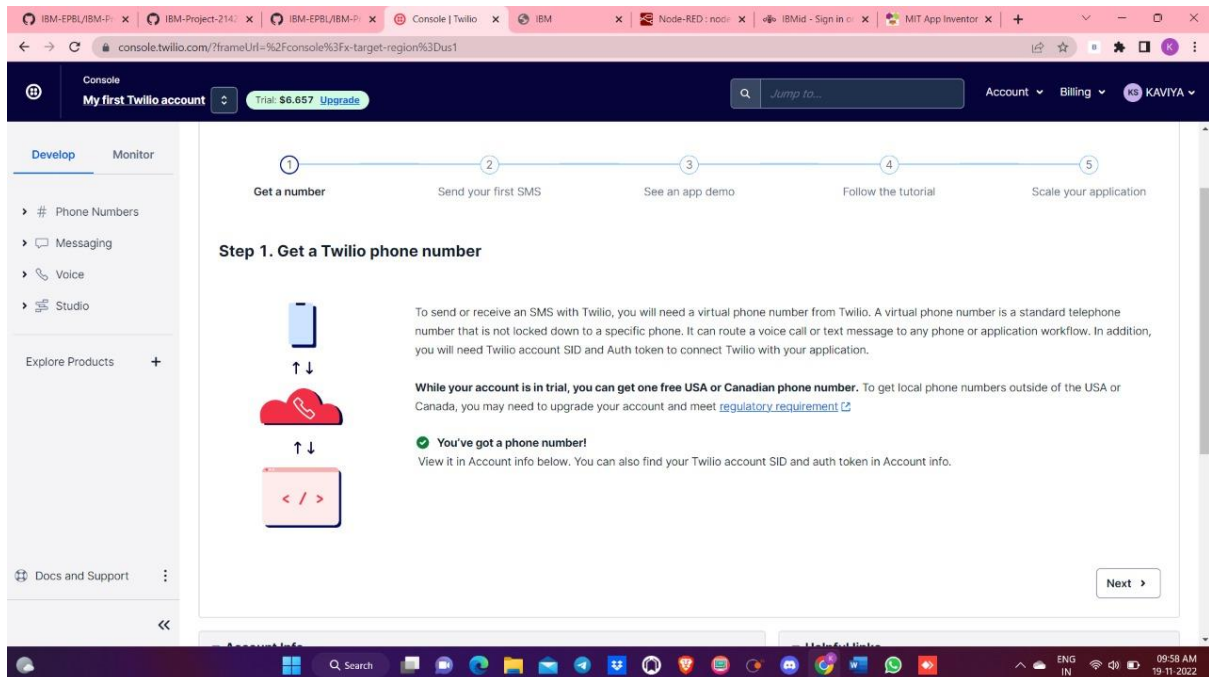 IBM-EPBL/IBM-Pr
IBM-Project-2142
IBM-EPBL/IBM-Pr
Console | Twilio
IBM
Node-RED : node
IBMid - Sign in o
MIT App Inventor
console.twilio.com/?frameUrl=%2Fconsole%3Fx-target-region%3Dus1
K
Console
My first Twilio account
Trial: $6.657 Upgrade
Jump to...
Account
Billing
KS KAVIYA
Develop Monitor
# Phone Numbers
Messaging
Voice
Studio
Explore Products +
Docs and Support
1 2 3 4 5
Get a number
Send your first SMS
See an app demo
Follow the tutorial
Scale your application
Step 1. Get a Twilio phone number
To send or receive an SMS with Twilio, you will need a virtual phone number from Twilio. A virtual phone number is a standard telephone
number that is not locked down to a specific phone. It can route a voice call or text message to any phone or application workflow. In addition,
you will need Twilio account SID and Auth token to connect Twilio with your application.
While your account is in trial, you can get one free USA or Canadian phone number. To get local phone numbers outside of the USA or
Canada, you may need to upgrade your account and meet regulatory requirement
You've got a phone number!
View it in Account info below. You can also find your Twilio account SID and auth token in Account info.
< / >
Next >
Account Info
Helpful links
Search
ENG
IN
09:58 AM
19-11-2022